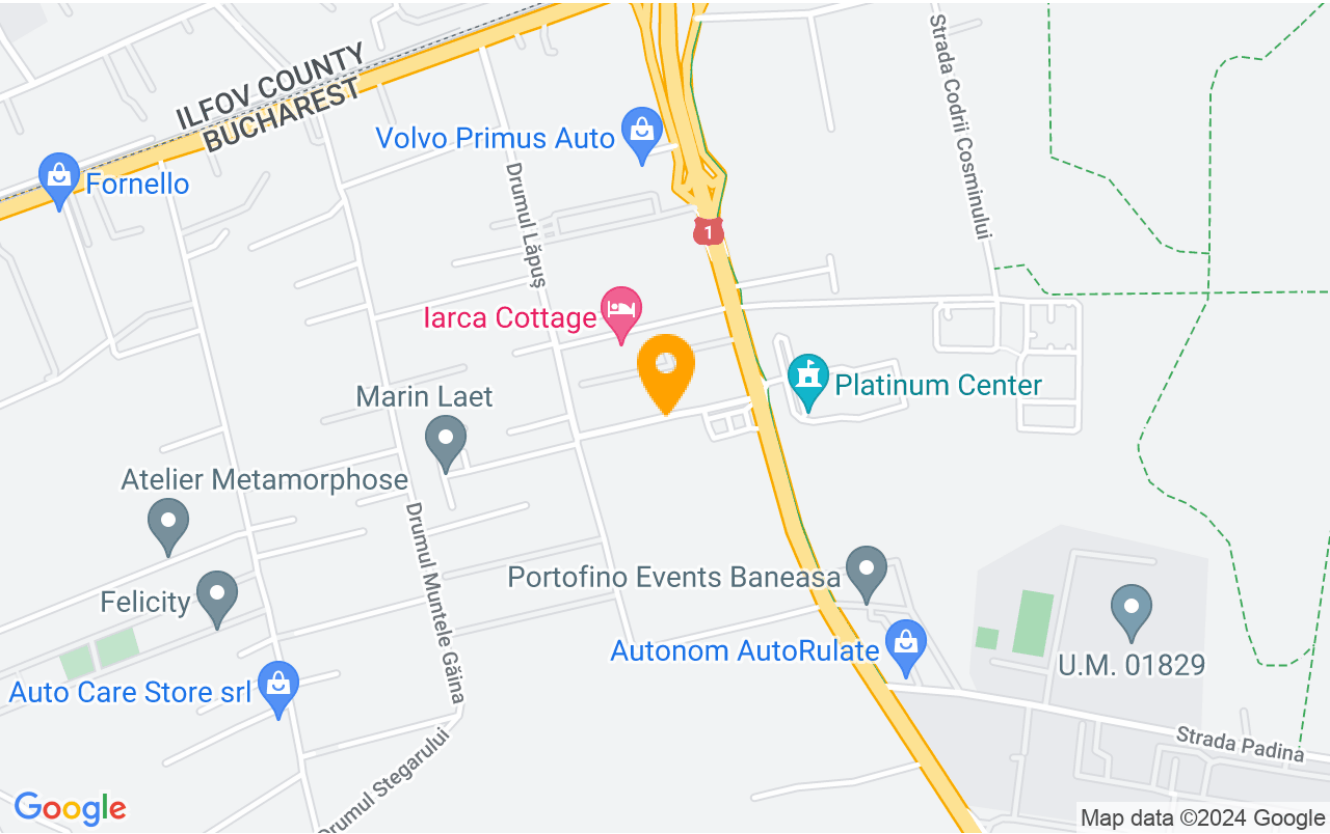 Strada Codrii Cosminului
ILFOV COUNTY
BUCHAREST
Volvo Primus Auto
Fornello
Drumul Lăpuș
1
Iarca Cottage
Platinum Center
Marin Laet
Atelier Metamorphose
Drumul Muntele Găina
Portofino Events Baneasa
Felicity
Autonom AutoRulate
U.M. 01829
Auto Care Store srl
Strada Padina
Drumul Stegarului
Google
Map data ©2024 Google